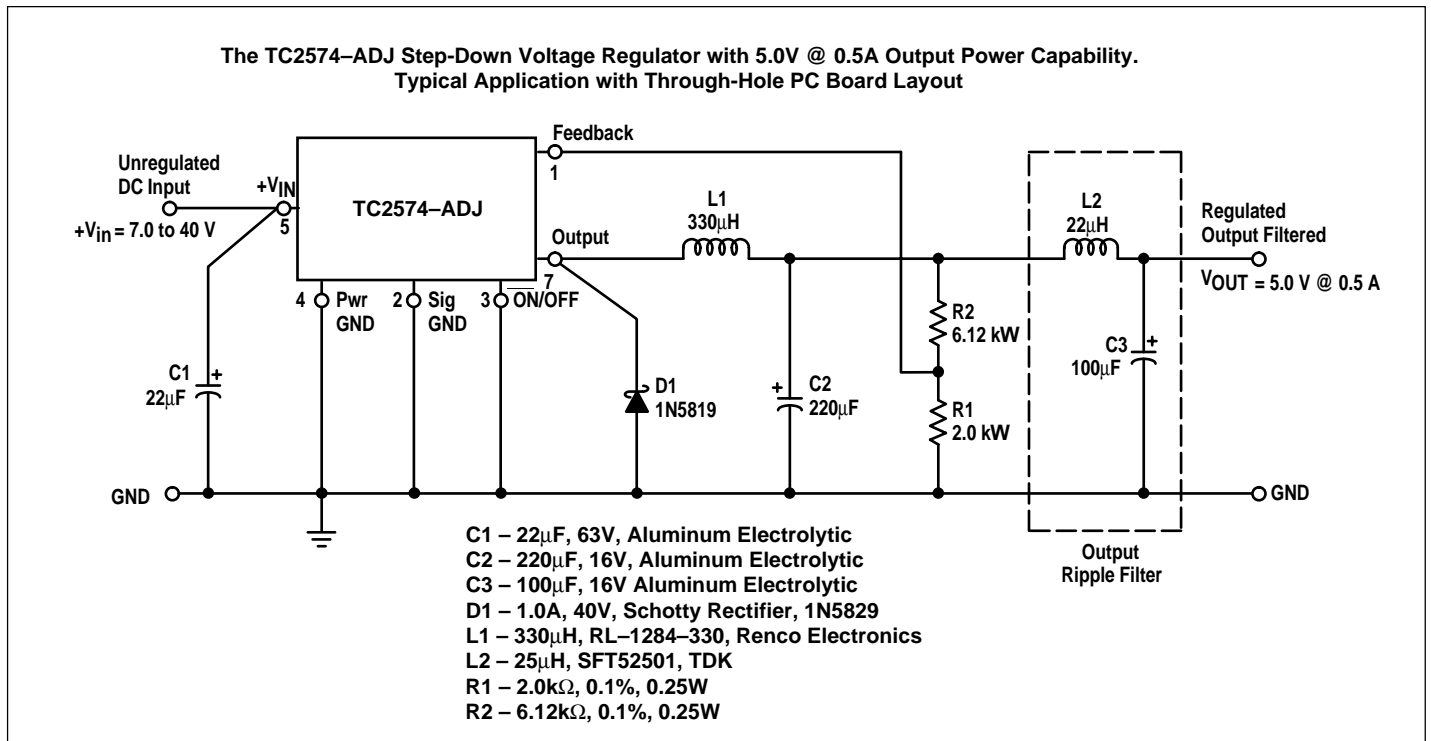 The TC2574–ADJ Step-Down Voltage Regulator with 5.0V @ 0.5A Output Power Capability.
Typical Application with Through-Hole PC Board Layout
Feedback
1
Unregulated
DC Input
+VIN
5
+Vin = 7.0 to 40 V
TC2574–ADJ
Output
7
4
Pwr
GND
2
Sig
GND
3
ON/OFF
L1
330μH
L2
22μH
Regulated
Output Filtered
VOUT = 5.0 V @ 0.5 A
R2
6.12 kW
C3
100μF
+
C1
22μF
+
D1
1N5819
C2
220μF
+
R1
2.0 kW
GND
GND
C1 – 22μF, 63V, Aluminum Electrolytic
C2 – 220μF, 16V, Aluminum Electrolytic
C3 – 100μF, 16V Aluminum Electrolytic
D1 – 1.0A, 40V, Schotty Rectifier, 1N5829
L1 – 330μH, RL–1284–330, Renco Electronics
L2 – 25μH, SFT52501, TDK
R1 – 2.0kΩ, 0.1%, 0.25W
R2 – 6.12kΩ, 0.1%, 0.25W
Output
Ripple Filter